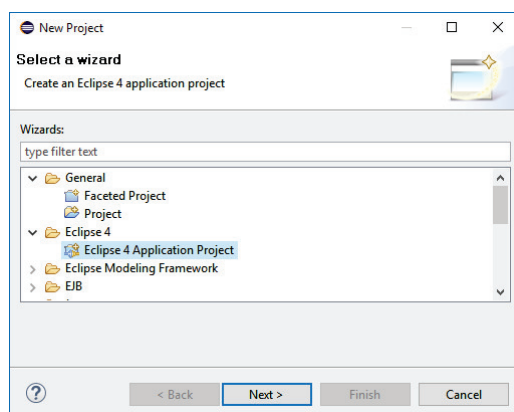 New Project
Select a wizard
Create an Eclipse 4 application project
Wizards:
type filter text
General
Faceted Project
Project
Eclipse 4
Eclipse 4 Application Project
Eclipse Modeling Framework
EJB
?
< Back
Next >
Finish
Cancel